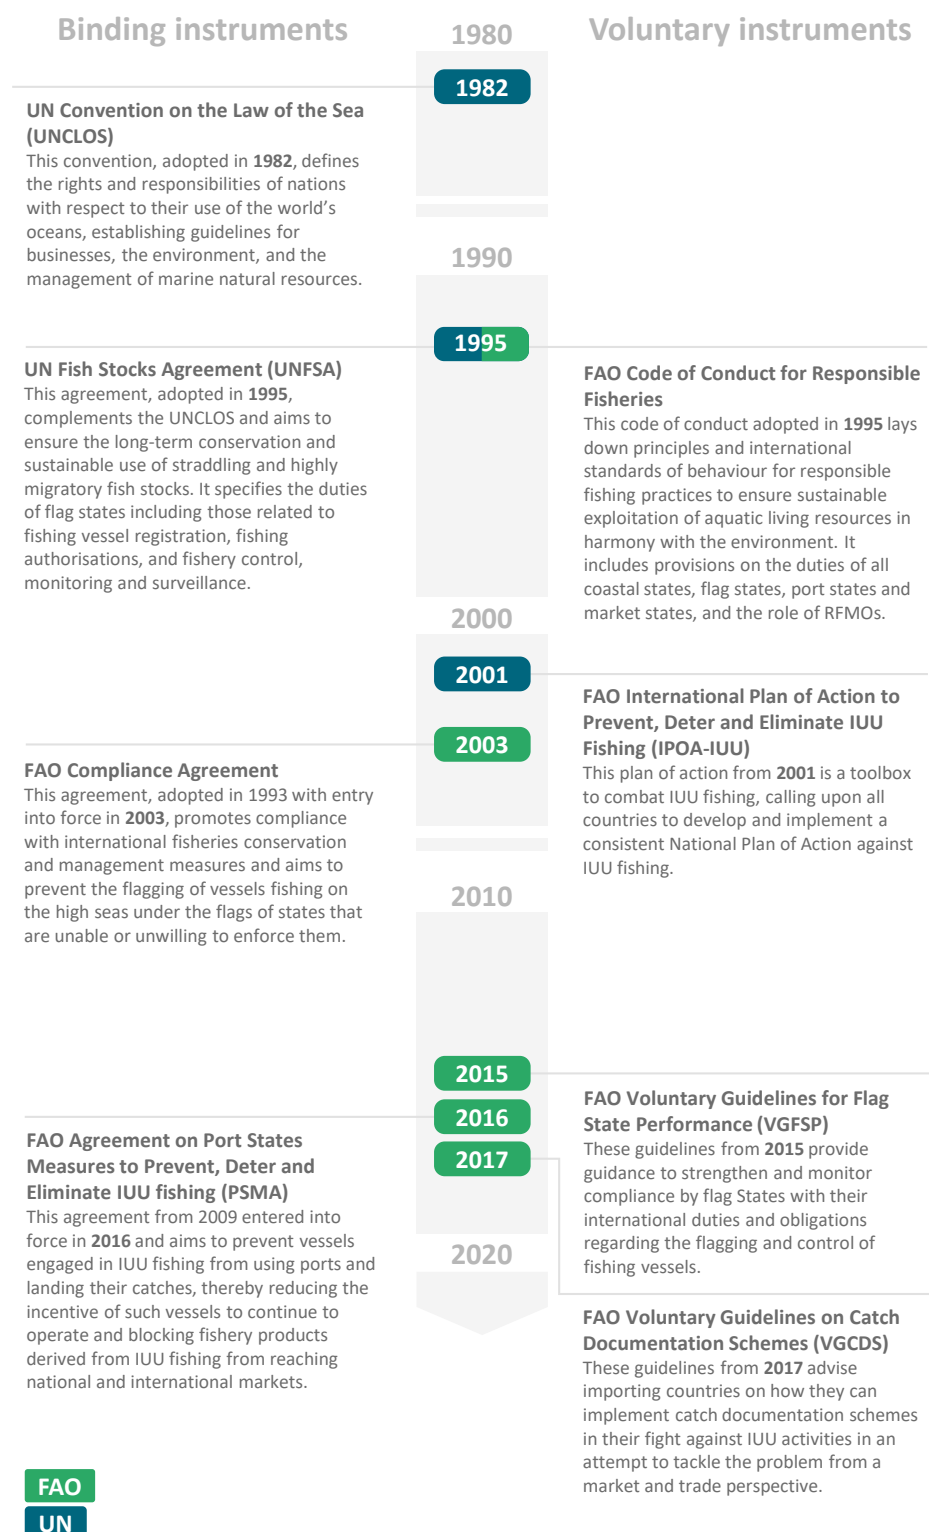 Binding instruments
1980
Voluntary instruments
1982
UN Convention on the Law of the Sea
(UNCLOS)
This convention, adopted in 1982, defines
the rights and responsibilities of nations
with respect to their use of the world's
oceans, establishing guidelines for
businesses, the environment, and the
management of marine natural resources.
1990
1995
UN Fish Stocks Agreement (UNFSA)
This agreement, adopted in 1995,
complements the UNCLOS and aims to
ensure the long-term conservation and
sustainable use of straddling and highly
migratory fish stocks. It specifies the duties
of flag states including those related to
fishing vessel registration, fishing
authorisations, and fishery control,
monitoring and surveillance.
FAO Code of Conduct for Responsible
Fisheries
This code of conduct adopted in 1995 lays
down principles and international
standards of behaviour for responsible
fishing practices to ensure sustainable
exploitation of aquatic living resources in
harmony with the environment. It
includes provisions on the duties of all
coastal states, flag states, port states and
market states, and the role of RFMOs.
2000
2001
FAO International Plan of Action to
Prevent, Deter and Eliminate IUU
Fishing (IPOA-IUU)
This plan of action from 2001 is a toolbox
to combat IUU fishing, calling upon all
countries to develop and implement a
consistent National Plan of Action against
IUU fishing.
2003
FAO Compliance Agreement
This agreement, adopted in 1993 with entry
into force in 2003, promotes compliance
with international fisheries conservation
and management measures and aims to
prevent the flagging of vessels fishing on
the high seas under the flags of states that
are unable or unwilling to enforce them.
2010
2015
FAO Voluntary Guidelines for Flag
State Performance (VGFSP)
These guidelines from 2015 provide
guidance to strengthen and monitor
compliance by flag States with their
international duties and obligations
regarding the flagging and control of
fishing vessels.
2016
FAO Agreement on Port States
Measures to Prevent, Deter and
Eliminate IUU fishing (PSMA)
This agreement from 2009 entered into
force in 2016 and aims to prevent vessels
engaged in IUU fishing from using ports and
landing their catches, thereby reducing the
incentive of such vessels to continue to
operate and blocking fishery products
derived from IUU fishing from reaching
national and international markets.
2017
2020
FAO Voluntary Guidelines on Catch
Documentation Schemes (VGCDS)
These guidelines from 2017 advise
importing countries on how they can
implement catch documentation schemes
in their fight against IUU activities in an
attempt to tackle the problem from a
market and trade perspective.
FAO
UN